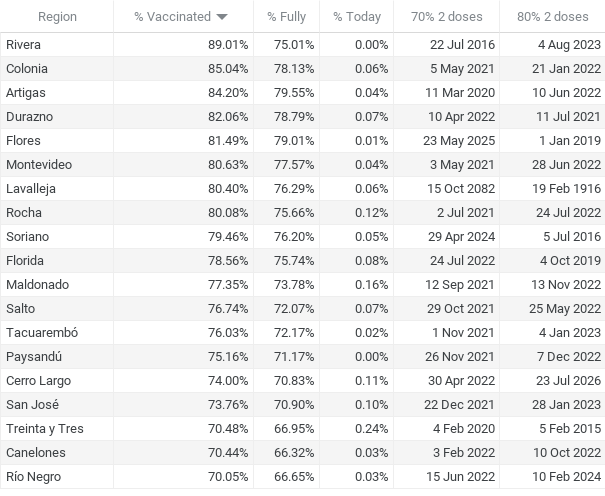 Region % Vaccinated % Fully % Today 70% 2 doses 80% 2 doses
Rivera 89.01% 75.01% 0.00% 22 Jul 2016 4 Aug 2023
Colonia 85.04% 78.13% 0.06% 5 May 2021 21 Jan 2022
Artigas 84.20% 79.55% 0.04% 11 Mar 2020 10 Jun 2022
Durazno 82.06% 78.79% 0.07% 10 Apr 2022 11 Jul 2021
Flores 81.49% 79.01% 0.01% 23 May 2025 1 Jan 2019
Montevideo 80.63% 77.57% 0.04% 3 May 2021 28 Jun 2022
Lavalleja 80.40% 76.29% 0.06% 15 Oct 2082 19 Feb 1916
Rocha 80.08% 75.66% 0.12% 2 Jul 2021 24 Jul 2022
Soriano 79.46% 76.20% 0.05% 29 Apr 2024 5 Jul 2016
Florida 78.56% 75.74% 0.08% 24 Jul 2022 4 Oct 2019
Maldonado 77.35% 73.78% 0.16% 12 Sep 2021 13 Nov 2022
Salto 76.74% 72.07% 0.07% 29 Oct 2021 25 May 2022
Tacuarembó 76.03% 72.17% 0.02% 1 Nov 2021 4 Jan 2023
Paysandú 75.16% 71.17% 0.00% 26 Nov 2021 7 Dec 2022
Cerro Largo 74.00% 70.83% 0.11% 30 Apr 2022 23 Jul 2026
San José 73.76% 70.90% 0.10% 22 Dec 2021 28 Jan 2023
Treinta y Tres 70.48% 66.95% 0.24% 4 Feb 2020 5 Feb 2015
Canelones 70.44% 66.32% 0.03% 3 Feb 2022 10 Oct 2022
Río Negro 70.05% 66.65% 0.03% 15 Jun 2022 10 Feb 2024